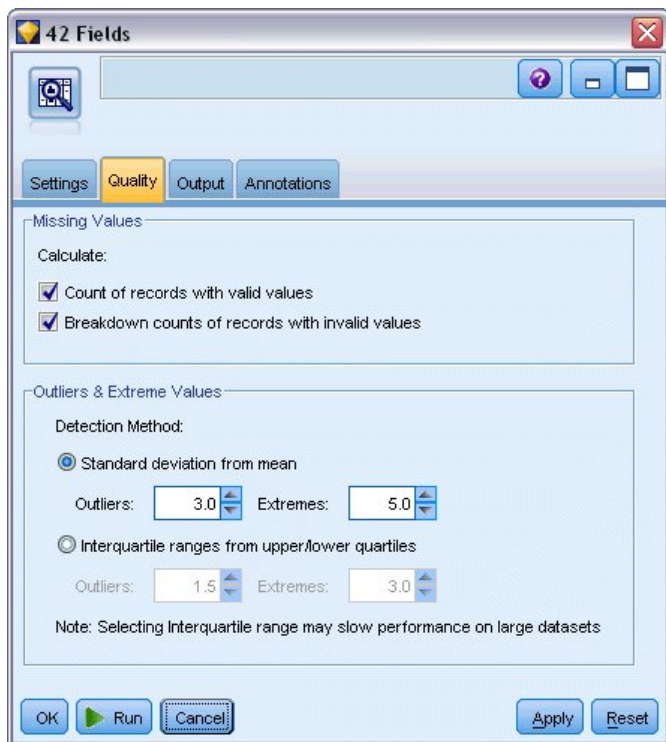 42 Fields
Settings Quality Output Annotations
Missing Values
Calculate:
Count of records with valid values
Breakdown counts of records with invalid values
Outliers & Extreme Values
Detection Method:
Standard deviation from mean
Outliers: 3.0 Extremes: 5.0
Interquartile ranges from upper/lower quartiles
Outliers: 1.5 Extremes: 3.0
Note: Selecting Interquartile range may slow performance on large datasets
OK Run Cancel Apply Reset